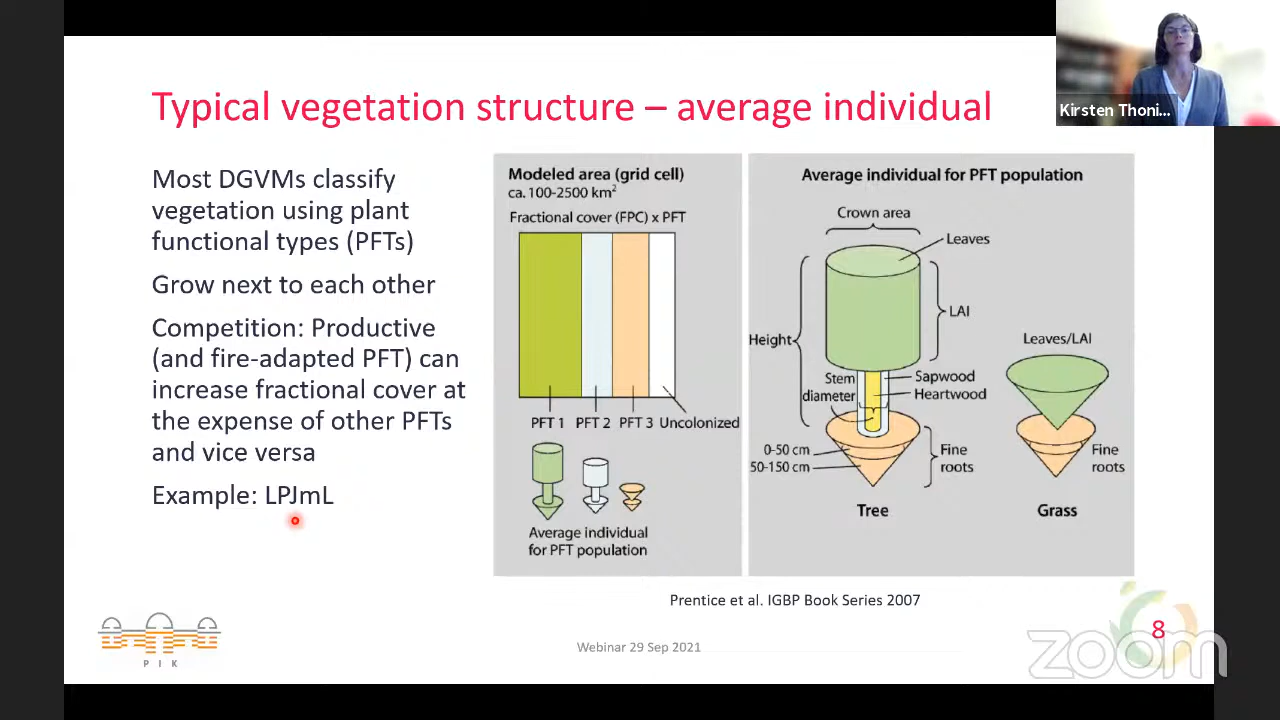 Kirsten Thoni...
Typical vegetation structure – average individual
Most DGVMs classify
vegetation using plant
functional types (PFTs)
Grow next to each other
Competition: Productive
(and fire-adapted PFT) can
increase fractional cover at
the expense of other PFTs
and vice versa
Example: LPJmL
Modeled area (grid cell)
ca. 100-2500 km²
Fractional cover (FPC) x PFT
PFT 1
PFT 2
PFT 3
Uncolonized
Average individual
for PFT population
Average individual for PFT population
Crown area
Leaves
LAI
Height
Stem
diameter
Sapwood
Heartwood
0-50 cm
50-150 cm
Fine
roots
Tree
Leaves/LAI
Fine
roots
Grass
Prentice et al. IGBP Book Series 2007
PIK
Webinar 29 Sep 2021
8
zoom